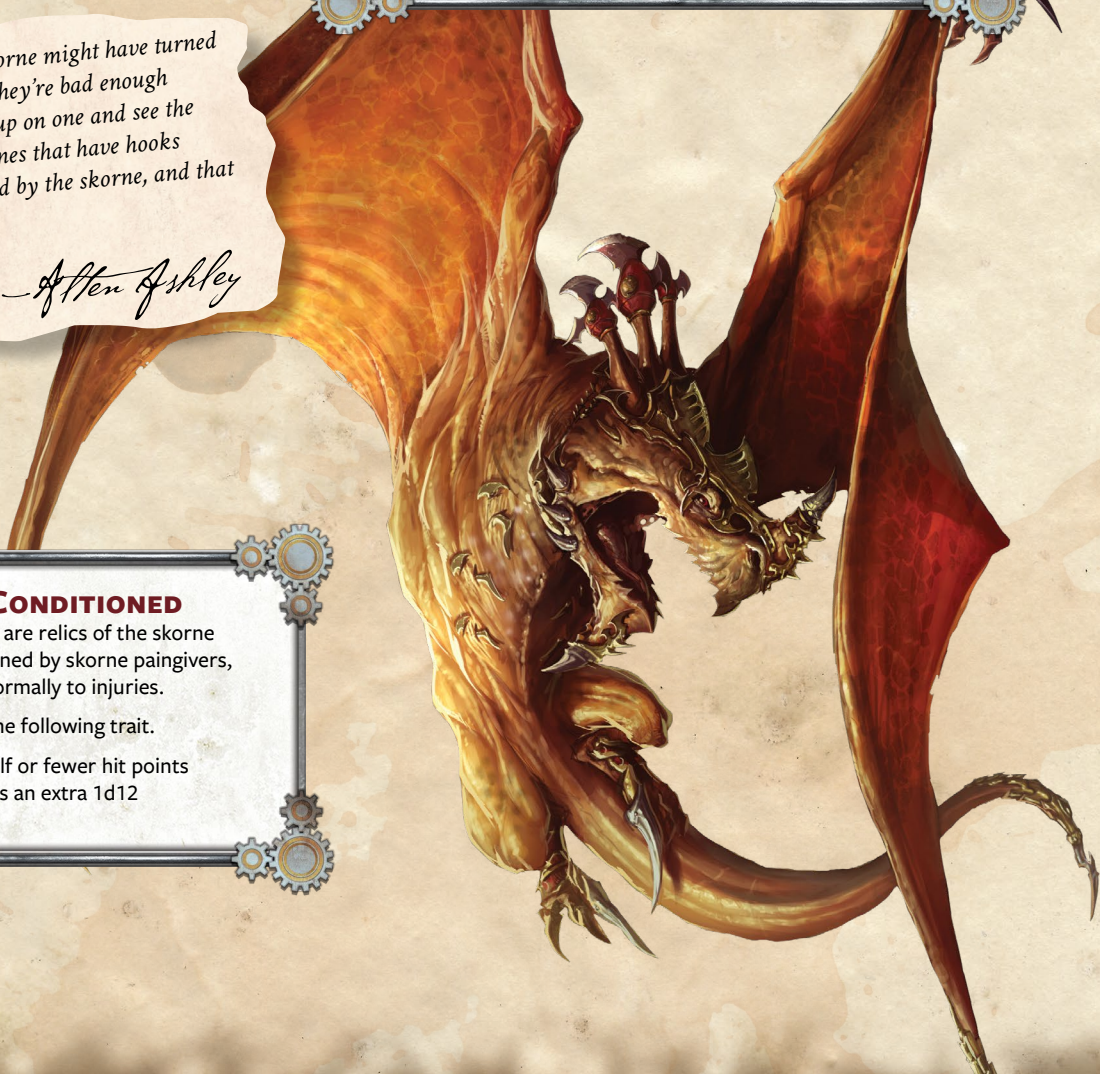 orne might have turned
hey're bad enough
up on one and see the
nes that have hooks
d by the skorne, and that
—Alten Ashley
Conditioned
are relics of the skorne
ned by skorne paingivers,
ormally to injuries.
he following trait.
lf or fewer hit points
s an extra 1d12